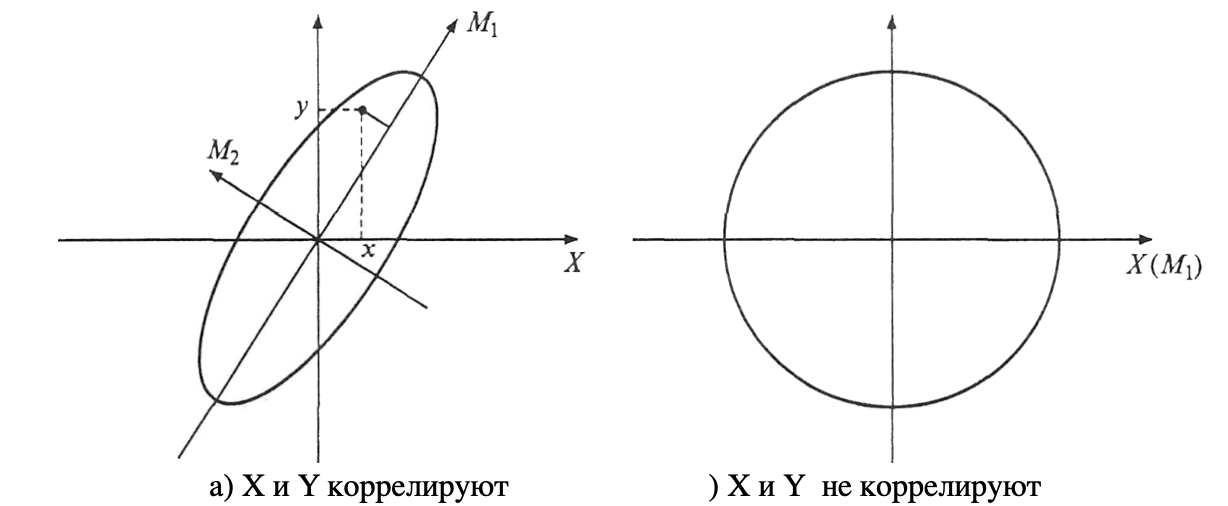 M₁
y
M₂
x
X
X (M₁)
а) X и Y коррелируют
) X и Y не коррелируют